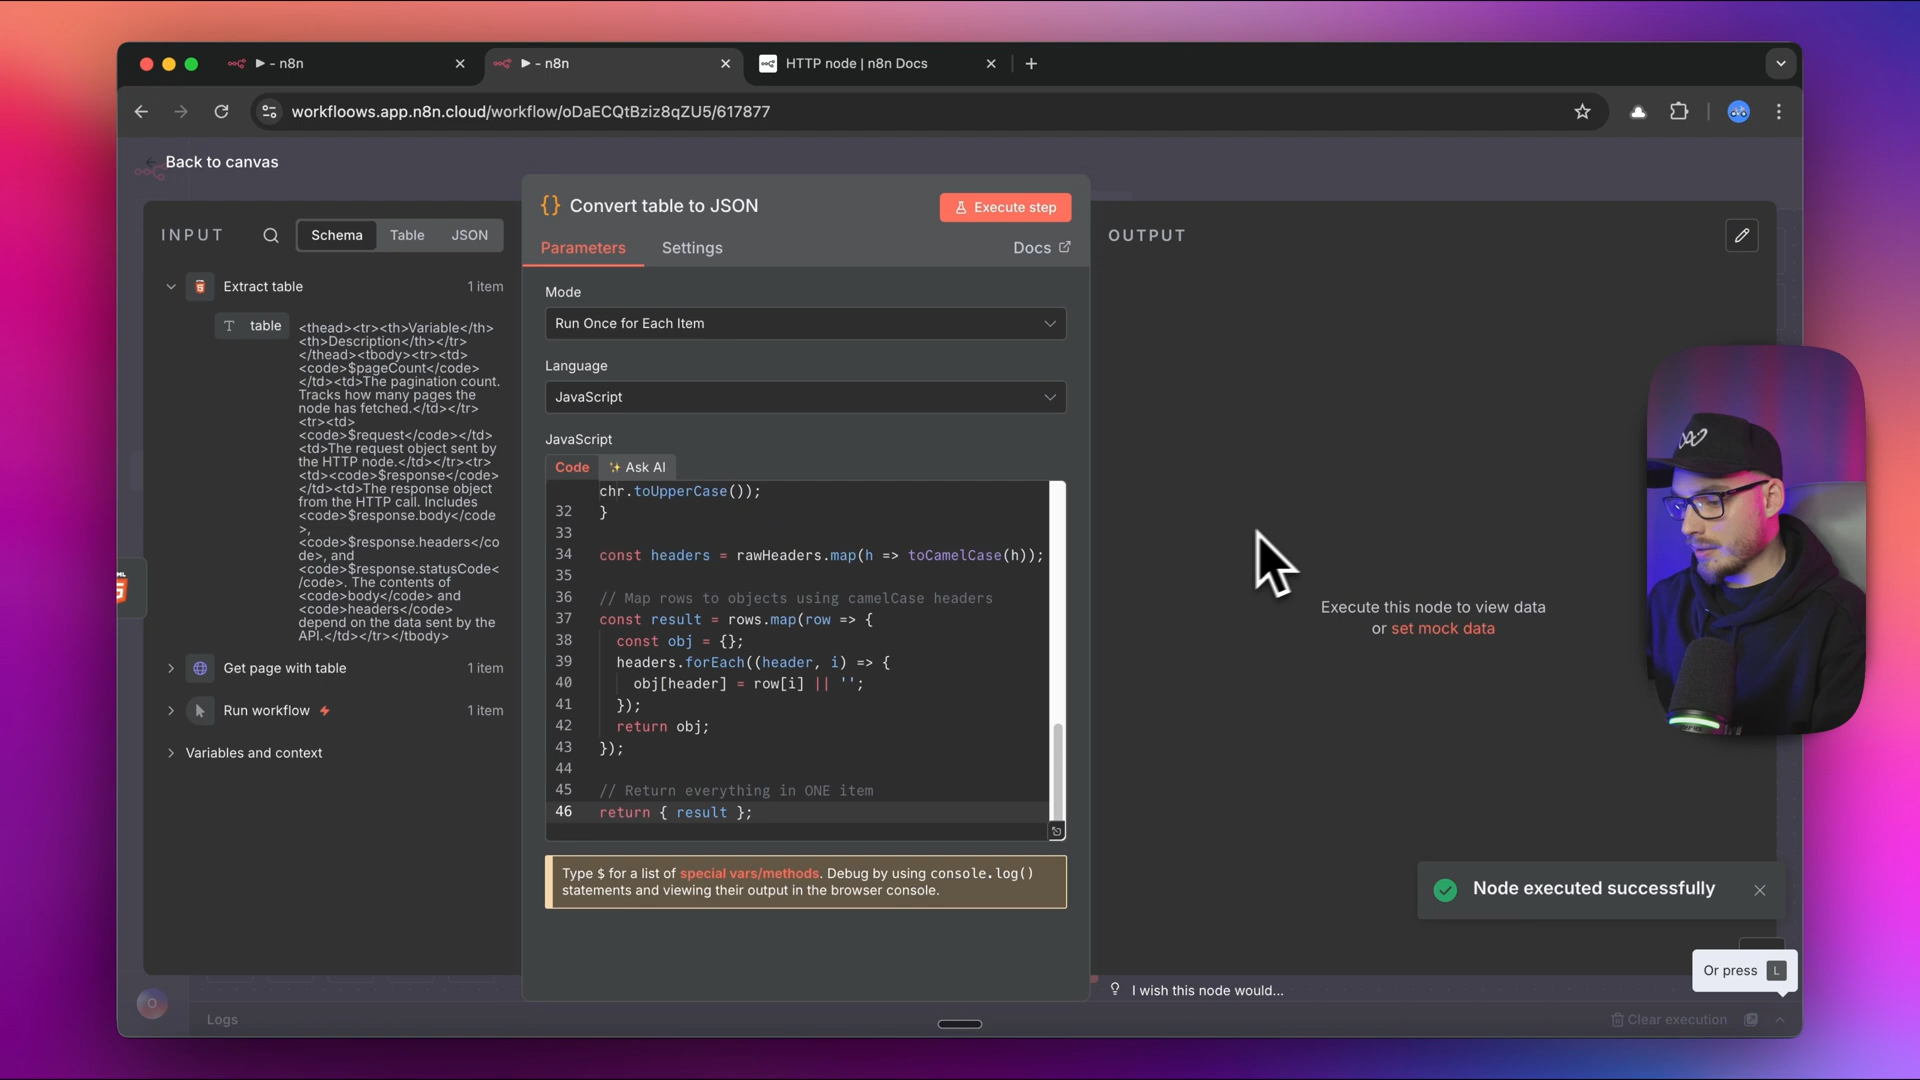 - n8n
- n8n
HTTP node | n8n Docs
workfloows.app.n8n.cloud/workflow/oDaECQtBziz8qZU5/617877
Back to canvas
INPUT
Schema
Table
JSON
Extract table
1 item
table
<thead><tr><th>Variable</th>
<th>Description</th></tr>
</thead><tbody><tr><td>
<code>$pageCount</code>
</td><td>The pagination count.
Tracks how many pages the
node has fetched.</td></tr>
<tr><td>
<code>$request</code></td>
<td>The request object sent by
the HTTP node.</td></tr><tr>
<td><code>$response</code>
</td><td>The response object
from the HTTP call. Includes
<code>$response.body</code
>,
<code>$response.headers</co
de>, and
<code>$response.statusCode<
/code>. The contents of
<code>body</code> and
<code>headers</code>
depend on the data sent by the
API.</td></tr></tbody>
Get page with table
1 item
Run workflow
1 item
Variables and context
Convert table to JSON
Execute step
Parameters
Settings
Docs
Mode
Run Once for Each Item
Language
JavaScript
JavaScript
Code
Ask AI
chr.toUpperCase());
32 }
33
34 const headers = rawHeaders.map(h => toCamelCase(h));
35
36 // Map rows to objects using camelCase headers
37 const result = rows.map(row => {
38 const obj = {};
39 headers.forEach((header, i) => {
40 obj[header] = row[i] || '';
41 });
42 return obj;
43 });
44
45 // Return everything in ONE item
46 return { result };
Type $ for a list of special vars/methods. Debug by using console.log()
statements and viewing their output in the browser console.
OUTPUT
Execute this node to view data
or set mock data
Node executed successfully
Or press L
I wish this node would...
Logs
Clear execution